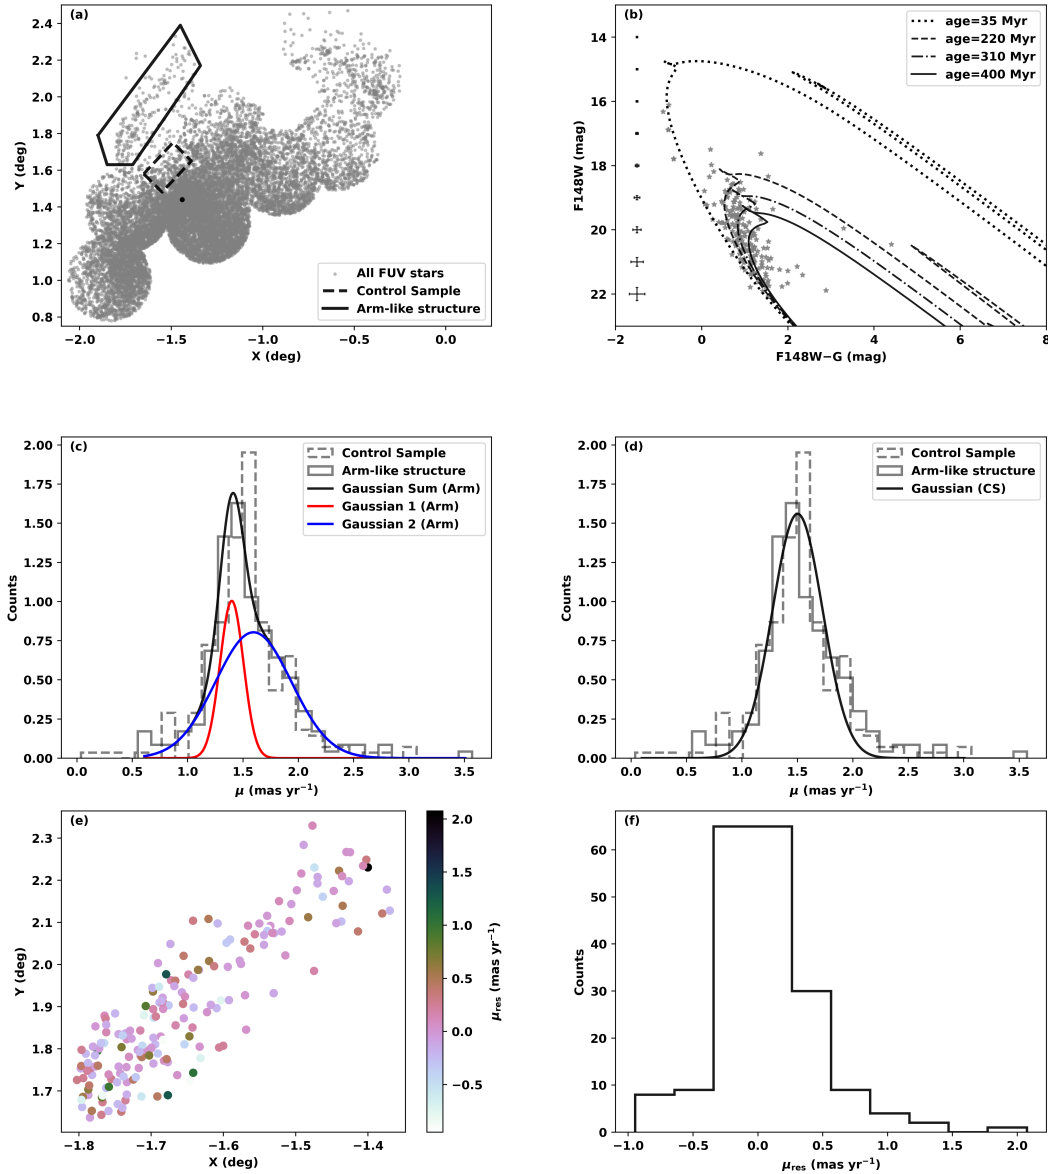 (a)
2.4
2.2
2.0
1.8
1.6
1.4
1.2
1.0
0.8
Y (deg)
−2.0 −1.5 −1.0 −0.5 0.0
X (deg)
All FUV stars
Control Sample
Arm-like structure
(b)
14
16
18
20
22
F148W (mag)
−2 0 2 4 6 8
F148W−G (mag)
age=35 Myr
age=220 Myr
age=310 Myr
age=400 Myr
(c)
2.00
1.75
1.50
1.25
1.00
0.75
0.50
0.25
0.00
Counts
0.0 0.5 1.0 1.5 2.0 2.5 3.0 3.5
μ (mas yr⁻¹)
Control Sample
Arm-like structure
Gaussian Sum (Arm)
Gaussian 1 (Arm)
Gaussian 2 (Arm)
(d)
2.00
1.75
1.50
1.25
1.00
0.75
0.50
0.25
0.00
Counts
0.0 0.5 1.0 1.5 2.0 2.5 3.0 3.5
μ (mas yr⁻¹)
Control Sample
Arm-like structure
Gaussian (CS)
(e)
2.3
2.2
2.1
2.0
1.9
1.8
1.7
Y (deg)
−1.8 −1.7 −1.6 −1.5 −1.4
X (deg)
2.0
1.5
1.0
0.5
0.0
−0.5
μres (mas yr⁻¹)
(f)
60
50
40
30
20
10
0
Counts
−1.0 −0.5 0.0 0.5 1.0 1.5 2.0
μres (mas yr⁻¹)